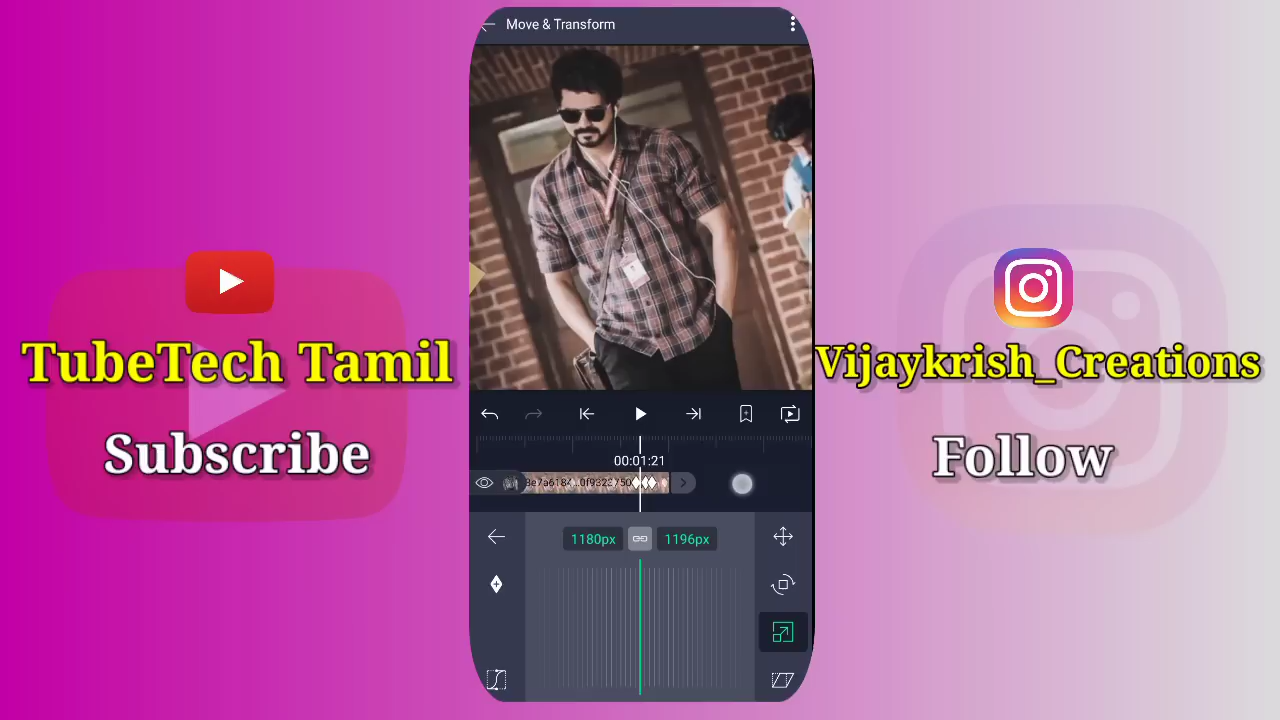 Move & Transform
TubeTech Tamil
Subscribe
Vijaykrish_Creations
Follow
00:01:21
1180px
1196px